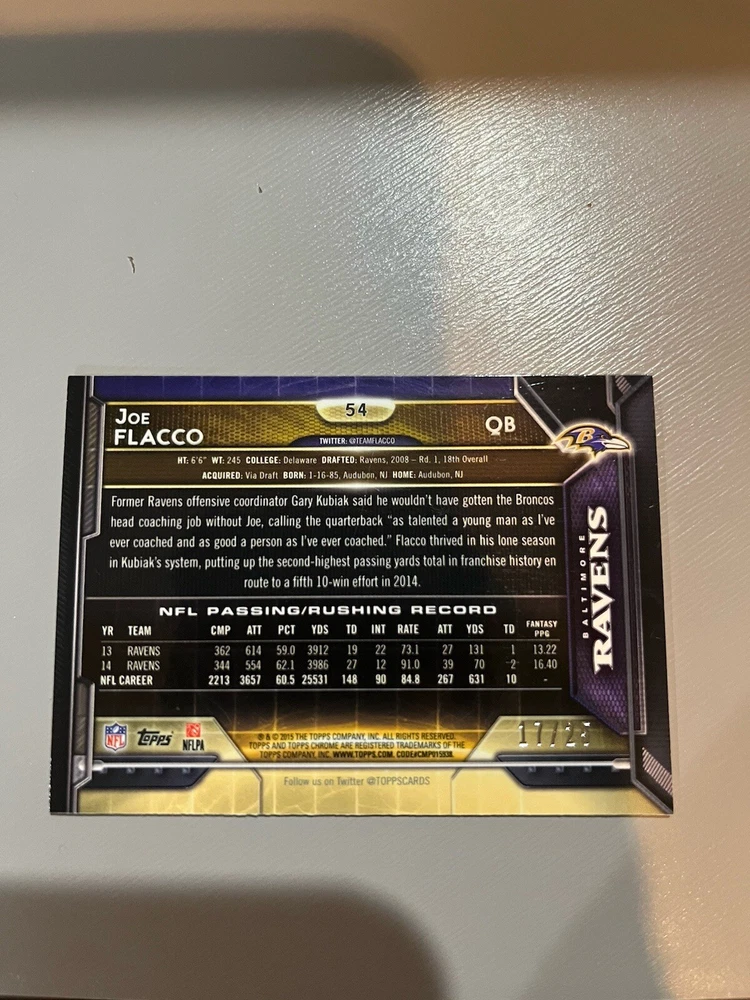 54
JOE
FLACCO
QB
TWITTER: @TEAMFLACCO
HT: 6'6" WT: 245 COLLEGE: Delaware DRAFTED: Ravens, 2008 – Rd. 1, 18th Overall
ACQUIRED: Via Draft BORN: 1-16-85, Audubon, NJ HOME: Audubon, NJ
Former Ravens offensive coordinator Gary Kubiak said he wouldn't have gotten the Broncos
head coaching job without Joe, calling the quarterback "as talented a young man as I've
ever coached and as good a person as I've ever coached." Flacco thrived in his lone season
in Kubiak's system, putting up the second-highest passing yards total in franchise history en
route to a fifth 10-win effort in 2014.
BALTIMORE
RAVENS
NFL PASSING/RUSHING RECORD
YR TEAM CMP ATT PCT YDS TD INT RATE ATT YDS TD FANTASY PPG
13 RAVENS 362 614 59.0 3912 19 22 73.1 27 131 1 13.22
14 RAVENS 344 554 62.1 3986 27 12 91.0 39 70 2 16.40
NFL CAREER 2213 3657 60.5 25531 148 90 84.8 267 631 10 -
NFL
Topps
NFLPA
® & © 2015 THE TOPPS COMPANY, INC. ALL RIGHTS RESERVED.
TOPPS AND TOPPS CHROME ARE REGISTERED TRADEMARKS OF THE
TOPPS COMPANY, INC. WWW.TOPPS.COM. CODE#CMP015938.
17/25
Follow us on Twitter @TOPPSCARDS